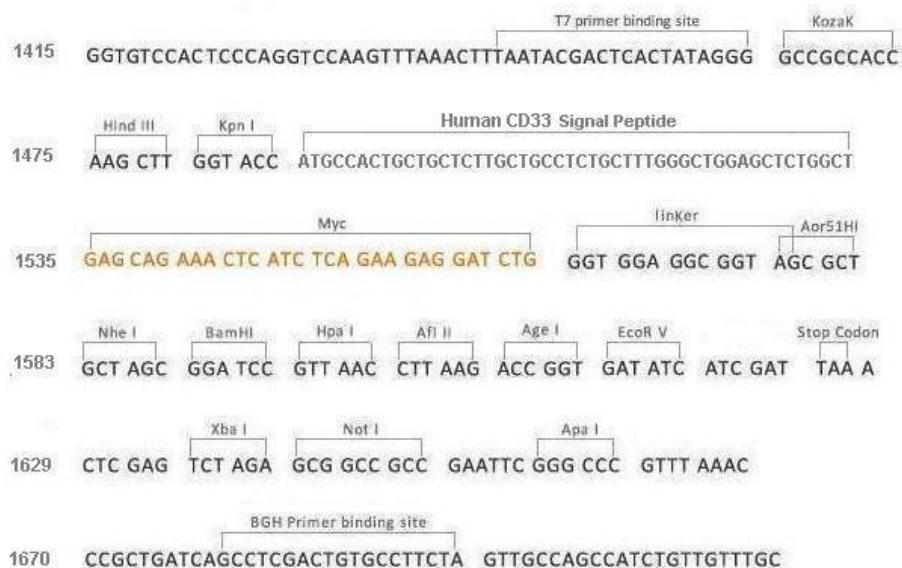 T7 primer binding site KozaK
1415 GGTGTCCACTCCCAGGTCCAAGTTTAAACTTTAATACGACTCACTATAGGG GCCGCCACC
Hind III Kpn I Human CD33 Signal Peptide
1475 AAG CTT GGT ACC ATGCCACTGCTGCTCTTGCTGCCTCTGCTTTGGGCTGGAGCTCTGGCT
Myc linKer Aor51HI
1535 GAG CAG AAA CTC ATC TCA GAA GAG GAT CTG GGT GGA GGC GGT AGC GCT
Nhe I BamHI Hpa I Afl II Age I EcoR V Stop Codon
1583 GCT AGC GGA TCC GTT AAC CTT AAG ACC GGT GAT ATC ATC GAT TAA A
Xba I Not I Apa I
1629 CTC GAG TCT AGA GCG GCCGCC GAATTC GGG CCC GTTT AAAC
BGH Primer binding site
1670 CCGCTGATCAGCCTCGACTGTGCCTTCTA GTTGCCAGCCATCTGTTGTTTGC